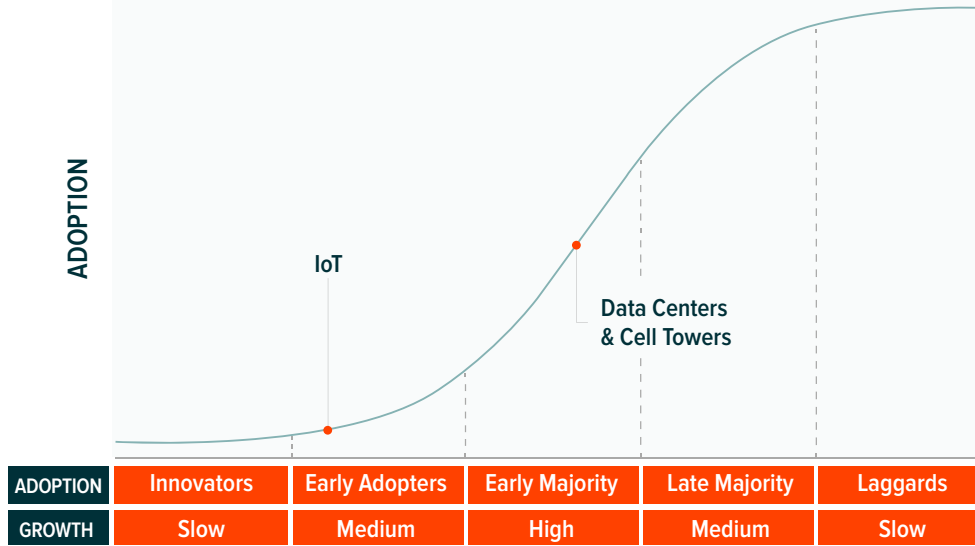 ADOPTION
IoT
Data Centers
& Cell Towers
ADOPTION Innovators Early Adopters Early Majority Late Majority Laggards
GROWTH Slow Medium High Medium Slow